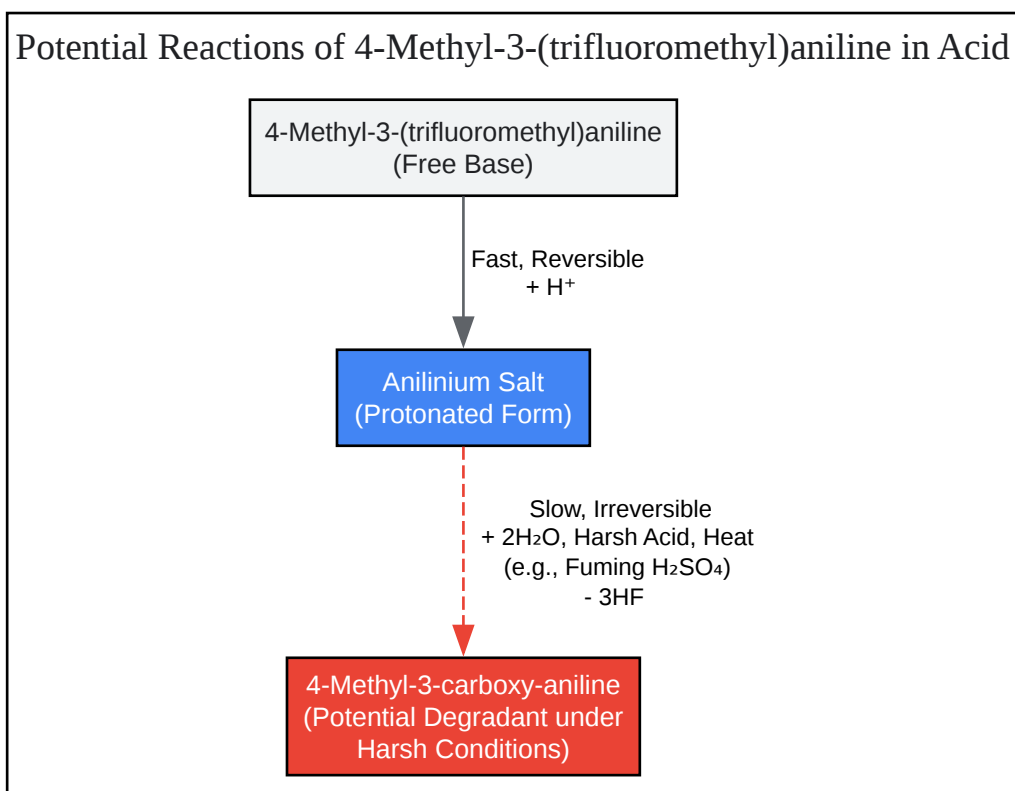 Potential Reactions of 4-Methyl-3-(trifluoromethyl)aniline in Acid
4-Methyl-3-(trifluoromethyl)aniline
(Free Base)
Fast, Reversible
+ H⁺
Anilinium Salt
(Protonated Form)
Slow, Irreversible
+ 2H₂O, Harsh Acid, Heat
(e.g., Fuming H₂SO₄)
- 3HF
4-Methyl-3-carboxy-aniline
(Potential Degradant under
Harsh Conditions)